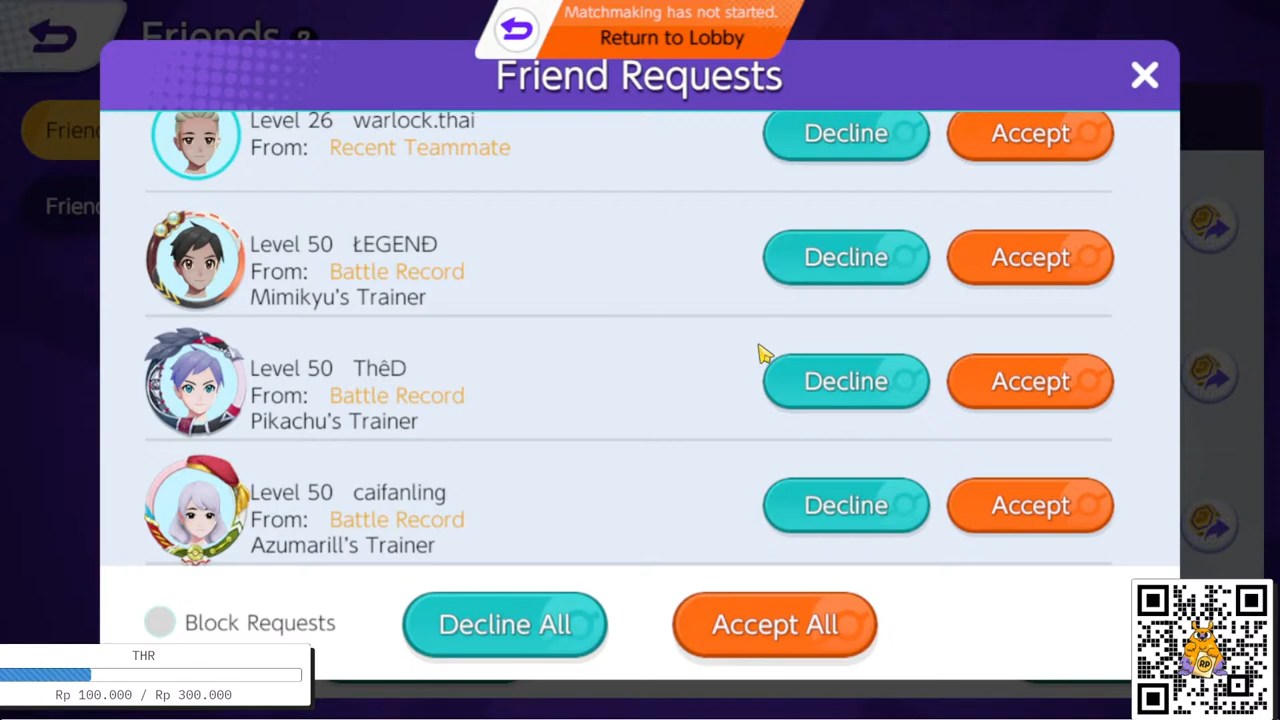 Friends
Matchmaking has not started.
Return to Lobby
Friend Requests
Friend
Friend
Level 26 warlock.thai
From: Recent Teammate
Decline
Accept
Level 50 ŁEGENĐ
From: Battle Record
Mimikyu's Trainer
Decline
Accept
Level 50 ThêD
From: Battle Record
Pikachu's Trainer
Decline
Accept
Level 50 caifanling
From: Battle Record
Azumarill's Trainer
Decline
Accept
Block Requests
Decline All
Accept All
THR
Rp 100.000 / Rp 300.000
RP